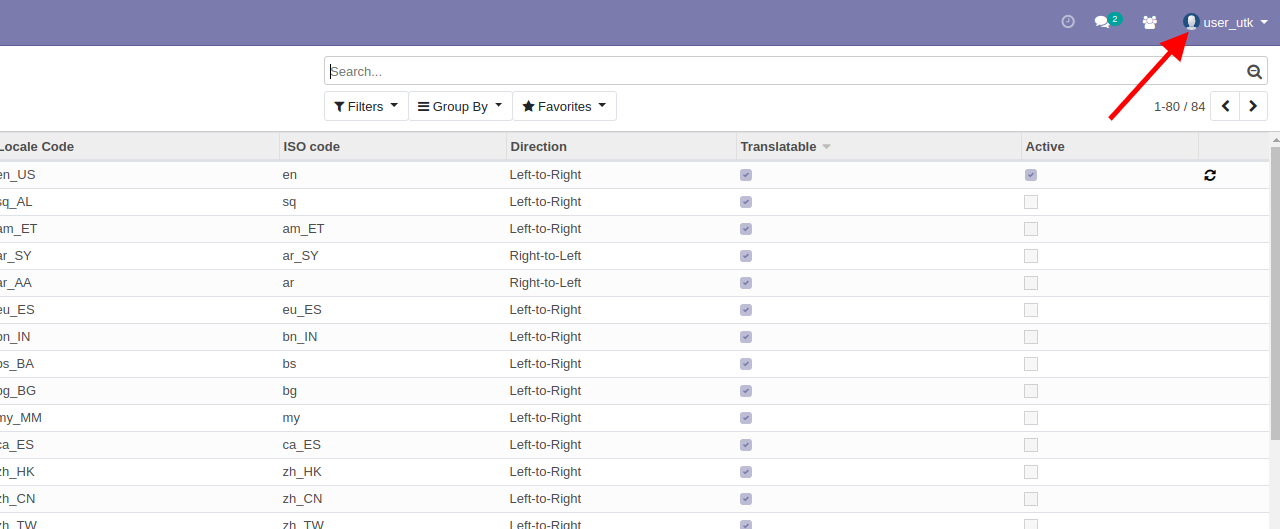 2 user_utk
Search...
Filters Group By Favorites 1-80 / 84
Locale Code ISO code Direction Translatable Active
en_US en Left-to-Right
sq_AL sq Left-to-Right
am_ET am_ET Left-to-Right
ar_SY ar_SY Right-to-Left
ar_AA ar Right-to-Left
eu_ES eu_ES Left-to-Right
bn_IN bn_IN Left-to-Right
bs_BA bs Left-to-Right
bg_BG bg Left-to-Right
my_MM my Left-to-Right
ca_ES ca_ES Left-to-Right
zh_HK zh_HK Left-to-Right
zh_CN zh_CN Left-to-Right
zh_TW zh_TW Left-to-Right